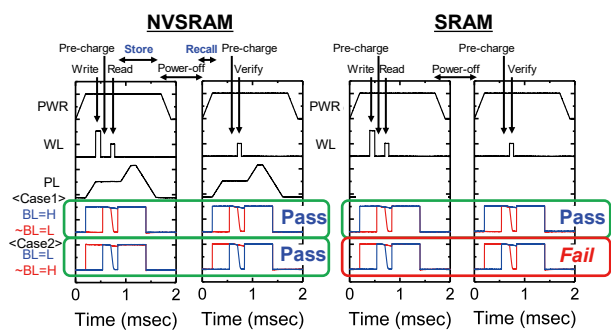 NVSRAM SRAM
Pre-charge Store Recall Pre-charge Pre-charge Pre-charge
Write Read Power-off Verify Write Read Power-off Verify
PWR PWR
WL WL
PL PL
<Case1>
BL=H Pass Pass
~BL=L
<Case2>
BL=L Pass Fail
~BL=H
0 1 2 0 1 2 0 1 2 0 1 2
Time (msec) Time (msec) Time (msec) Time (msec)